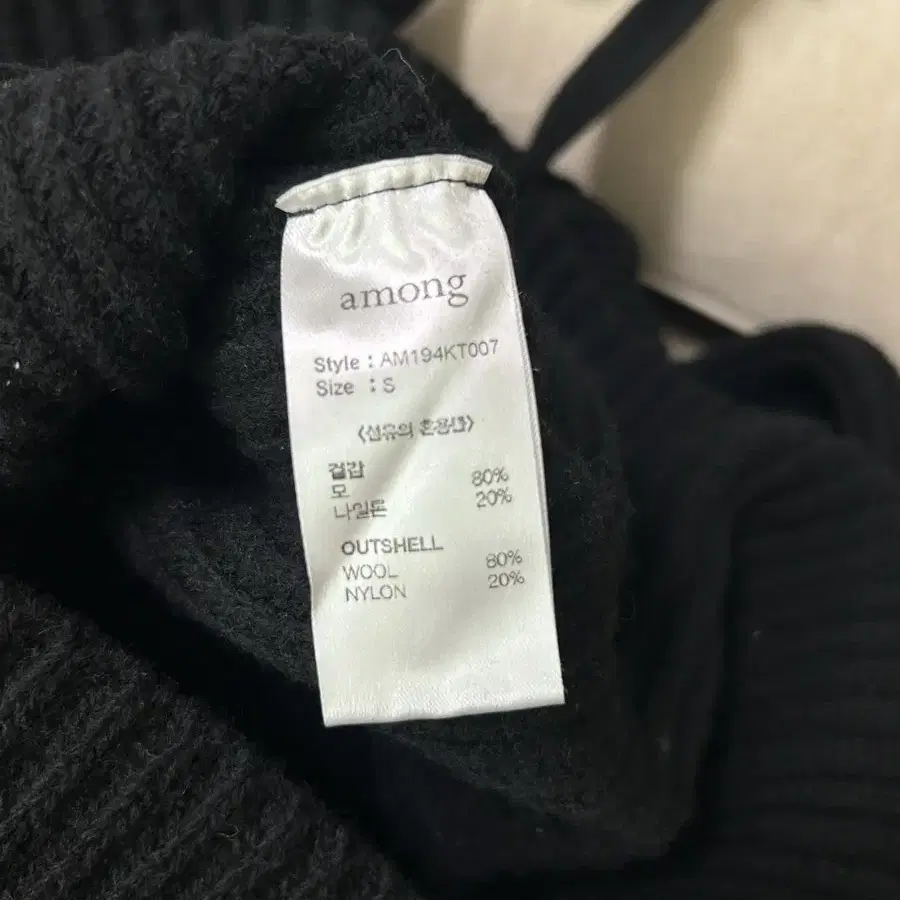 among
Style : AM194KT007
Size : S
〈섬유의 혼용률〉
겉감
모 80%
나일론 20%
OUTSHELL
WOOL 80%
NYLON 20%